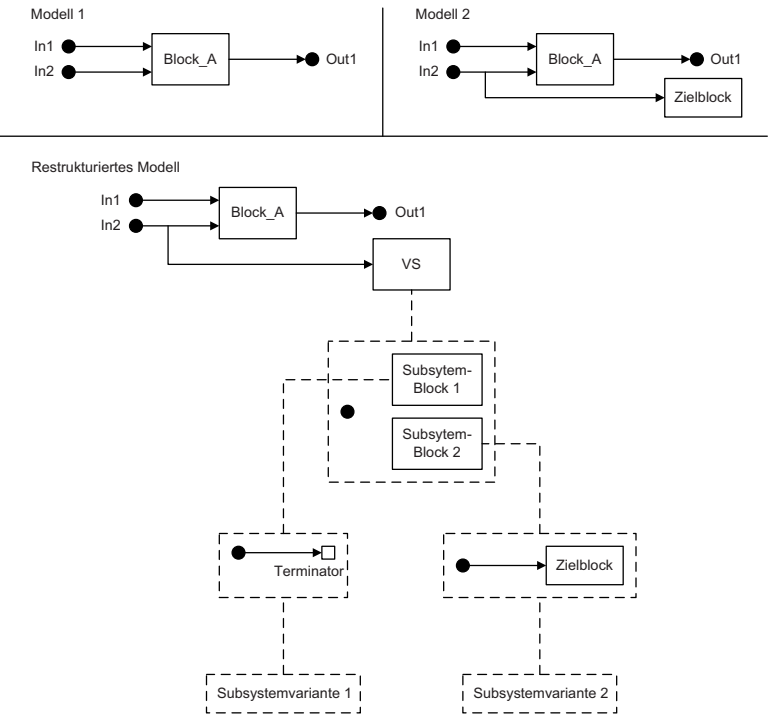 Modell 1
In1
In2
Block_A
Out1
Modell 2
In1
In2
Block_A
Out1
Zielblock
Restrukturiertes Modell
In1
In2
Block_A
Out1
VS
Subsytem-
Block 1
Subsytem-
Block 2
Terminator
Zielblock
Subsystemvariante 1
Subsystemvariante 2